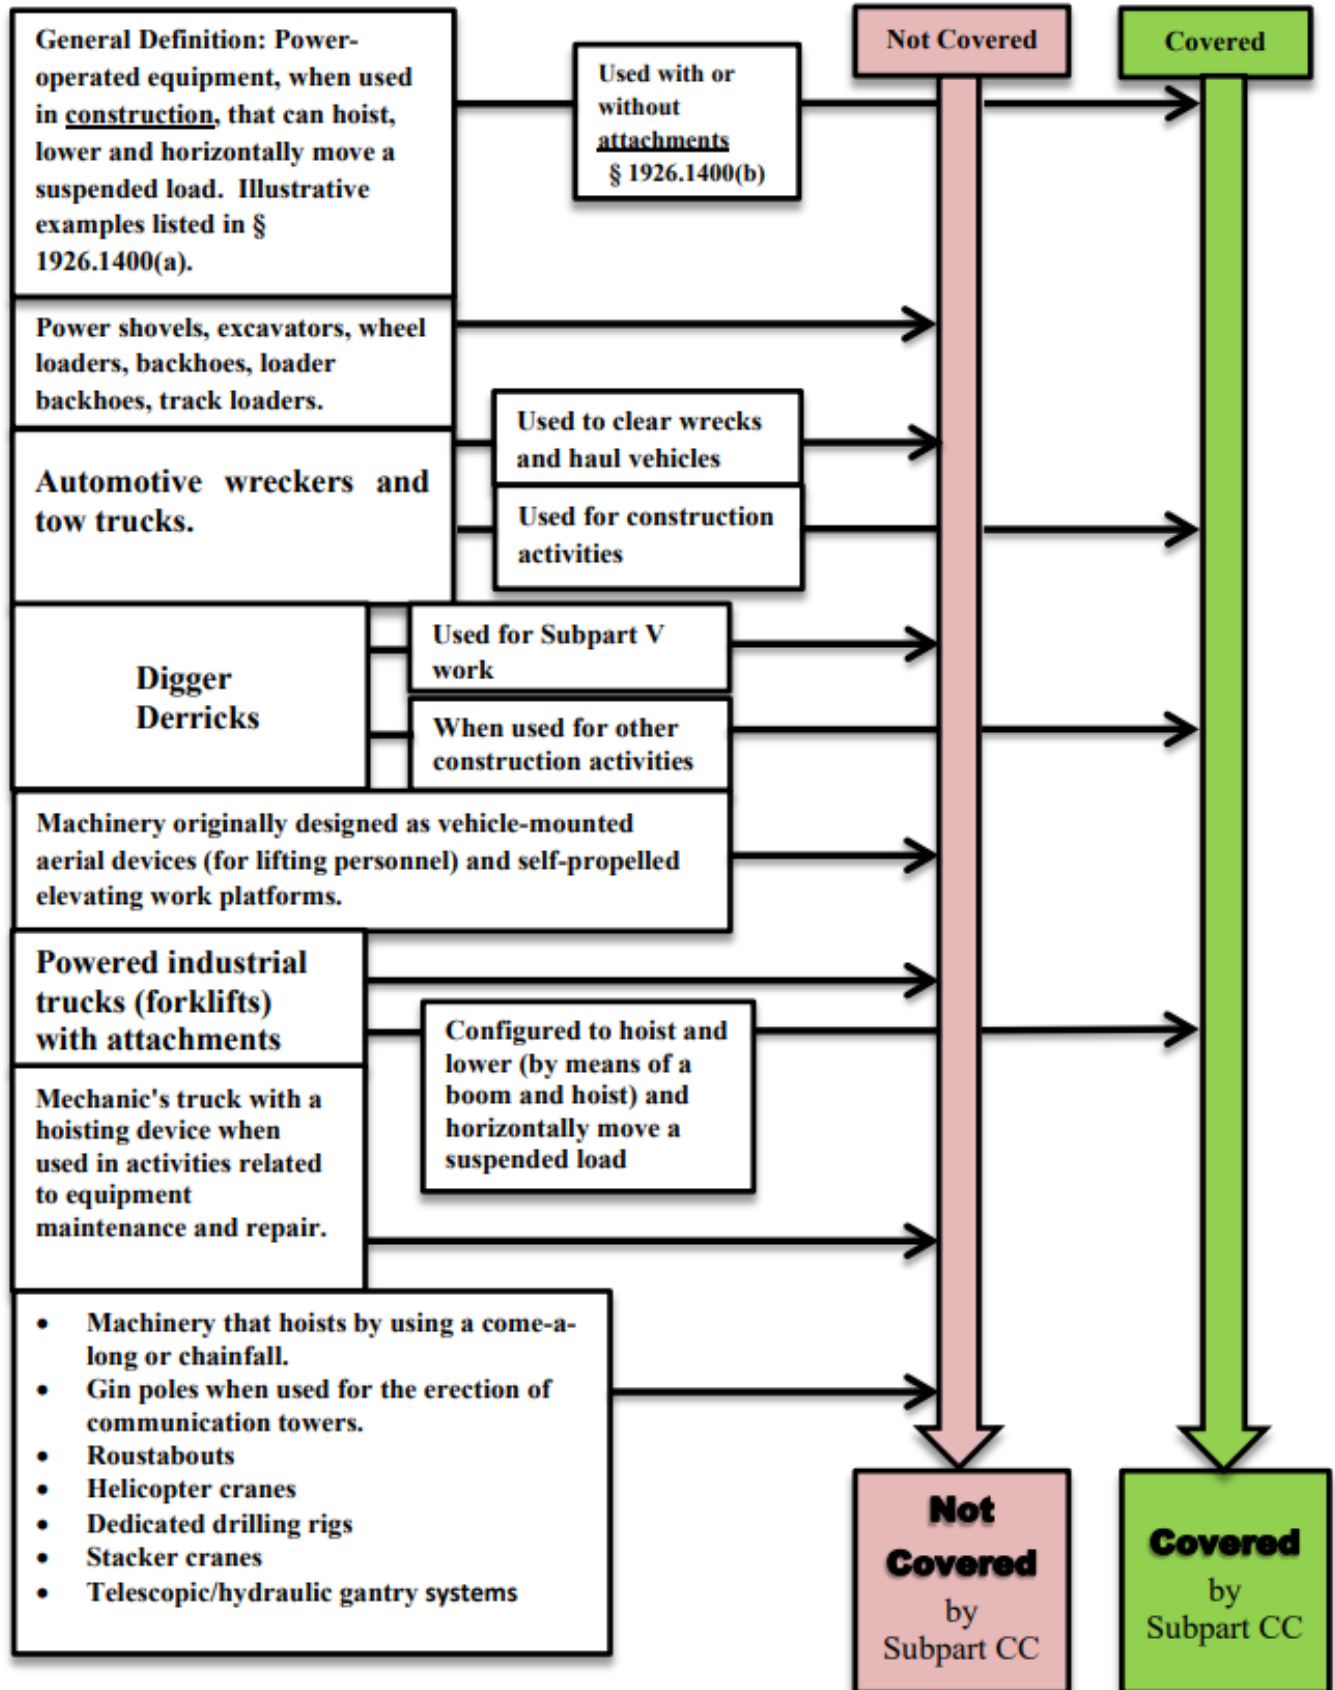 General Definition: Power-
operated equipment, when used
in construction, that can hoist,
lower and horizontally move a
suspended load. Illustrative
examples listed in §
1926.1400(a).
Used with or
without
attachments
§ 1926.1400(b)
Not Covered
Covered
Power shovels, excavators, wheel
loaders, backhoes, loader
backhoes, track loaders.
Automotive wreckers and
tow trucks.
Used to clear wrecks
and haul vehicles
Used for construction
activities
Digger
Derricks
Used for Subpart V
work
When used for other
construction activities
Machinery originally designed as vehicle-mounted
aerial devices (for lifting personnel) and self-propelled
elevating work platforms.
Powered industrial
trucks (forklifts)
with attachments
Configured to hoist and
lower (by means of a
boom and hoist) and
horizontally move a
suspended load
Mechanic's truck with a
hoisting device when
used in activities related
to equipment
maintenance and repair.
• Machinery that hoists by using a come-a-
long or chainfall.
• Gin poles when used for the erection of
communication towers.
• Roustabouts
• Helicopter cranes
• Dedicated drilling rigs
• Stacker cranes
• Telescopic/hydraulic gantry systems
Not
Covered
by
Subpart CC
Covered
by
Subpart CC